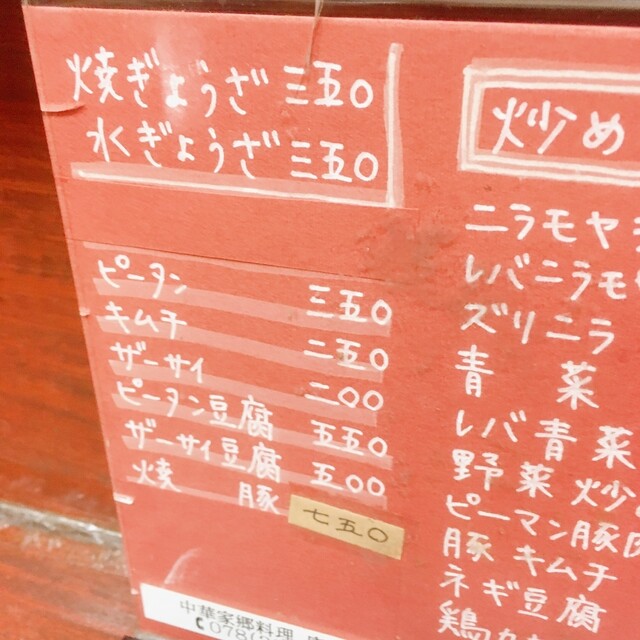 焼ぎょうざ 三五〇
水ぎょうざ 三五〇
ピータン 三五〇
キムチ 二五〇
ザーサイ 二〇〇
ピータン豆腐 五五〇
ザーサイ豆腐 五〇〇
焼豚 七五〇
中華家郷料理
078
炒め
ニラモヤシ
レバニラモ
ズリニラ
青菜
レバ青菜
野菜炒
ピーマン豚肉
豚キムチ
ネギ豆腐
鶏